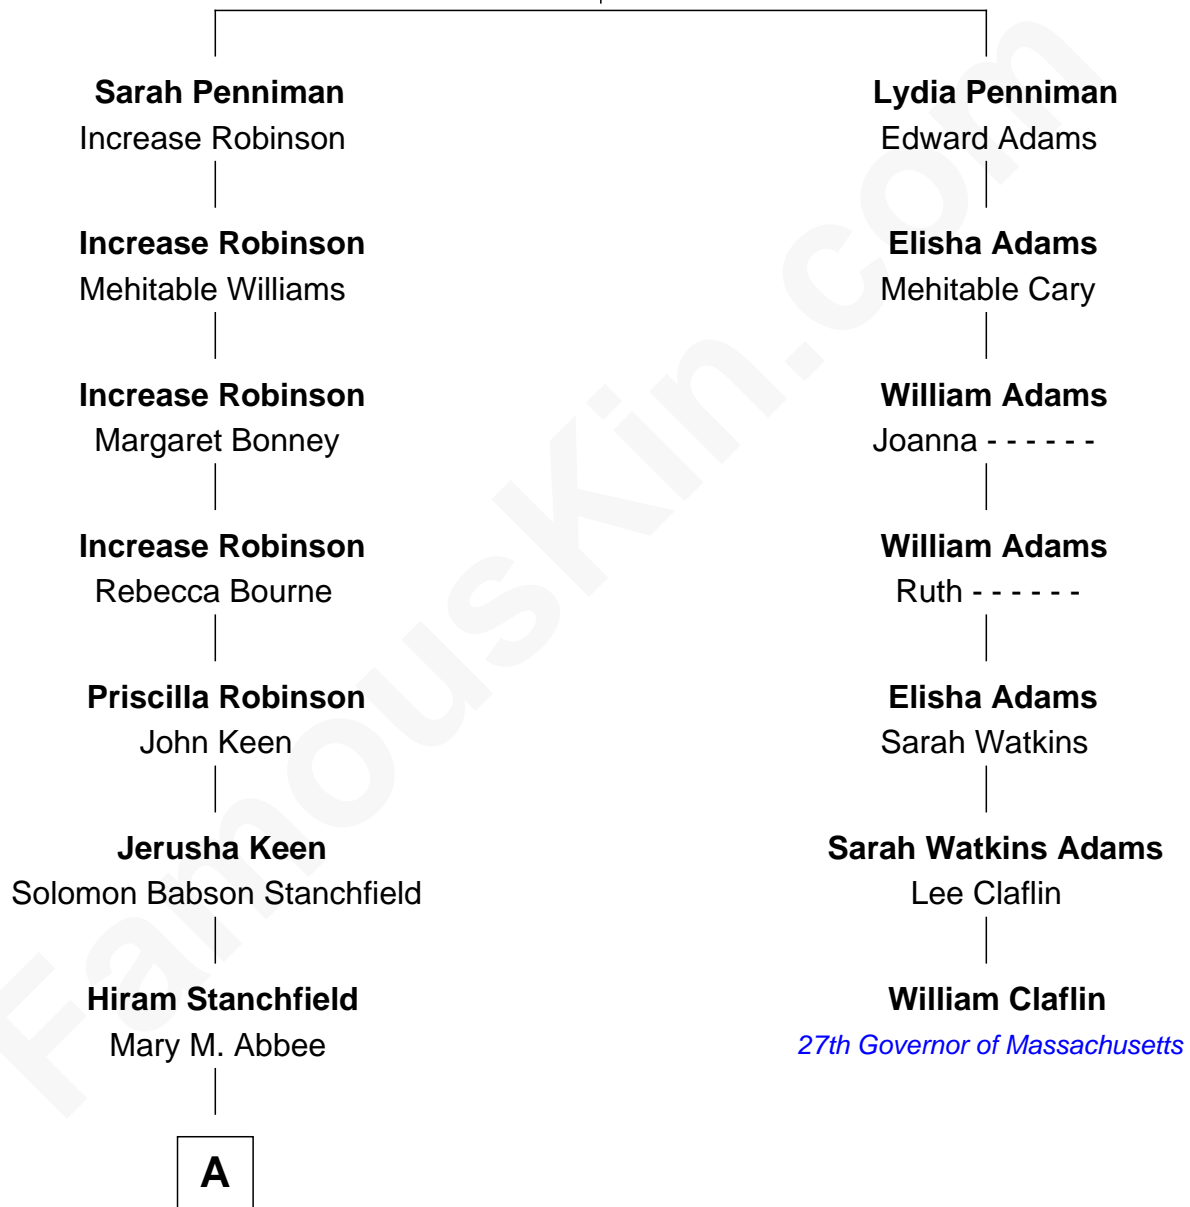 Sarah Penniman
Increase Robinson
Increase Robinson
Mehitable Williams
Increase Robinson
Margaret Bonney
Increase Robinson
Rebecca Bourne
Priscilla Robinson
John Keen
Jerusha Keen
Solomon Babson Stanchfield
Hiram Stanchfield
Mary M. Abbee
A
Lydia Penniman
Edward Adams
Elisha Adams
Mehitable Cary
William Adams
Joanna - - - - - -
William Adams
Ruth - - - - - -
Elisha Adams
Sarah Watkins
Sarah Watkins Adams
Lee Claflin
William Claflin
27th Governor of Massachusetts
FamousKin.com